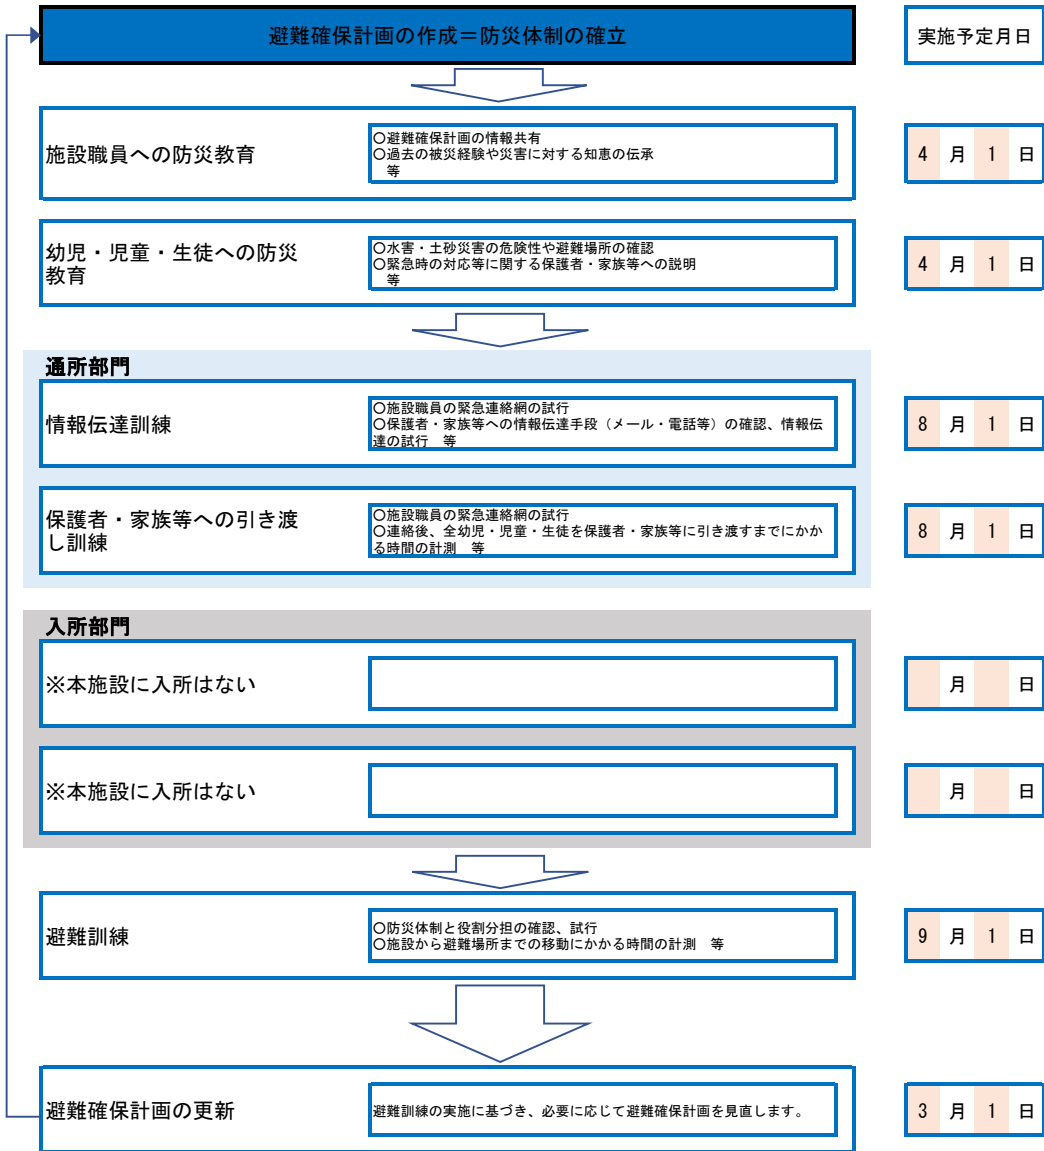 避難確保計画の作成＝防災体制の確立
実施予定月日
施設職員への防災教育
〇避難確保計画の情報共有
〇過去の被災経験や災害に対する知恵の伝承
等
4 月 1 日
幼児・児童・生徒への防災
教育
〇水害・土砂災害の危険性や避難場所の確認
〇緊急時の対応等に関する保護者・家族等への説明
等
4 月 1 日
通所部門
情報伝達訓練
〇施設職員の緊急連絡網の試行
〇保護者・家族等への情報伝達手段（メール・電話等）の確認、情報伝
達の試行　等
8 月 1 日
保護者・家族等への引き渡
し訓練
〇施設職員の緊急連絡網の試行
〇連絡後、全幼児・児童・生徒を保護者・家族等に引き渡すまでにかか
る時間の計測　等
8 月 1 日
入所部門
※本施設に入所はない
月 日
※本施設に入所はない
月 日
避難訓練
〇防災体制と役割分担の確認、試行
〇施設から避難場所までの移動にかかる時間の計測　等
9 月 1 日
避難確保計画の更新
避難訓練の実施に基づき、必要に応じて避難確保計画を見直します。
3 月 1 日